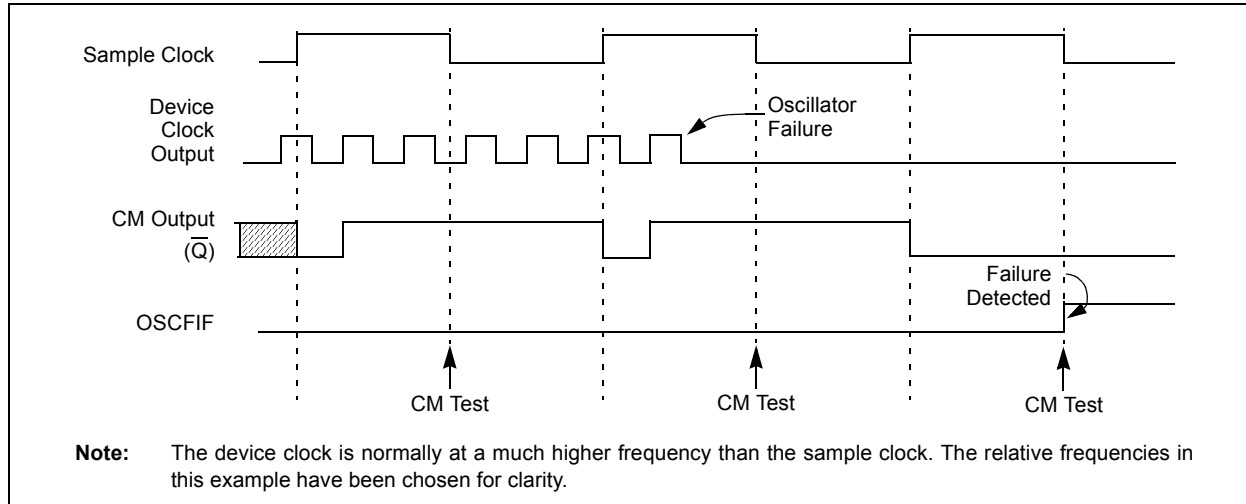 Sample Clock
Device
Clock
Output
Oscillator
Failure
CM Output
(Q̅)
Failure
Detected
OSCFIF
CM Test
CM Test
CM Test
Note: The device clock is normally at a much higher frequency than the sample clock. The relative frequencies in
this example have been chosen for clarity.